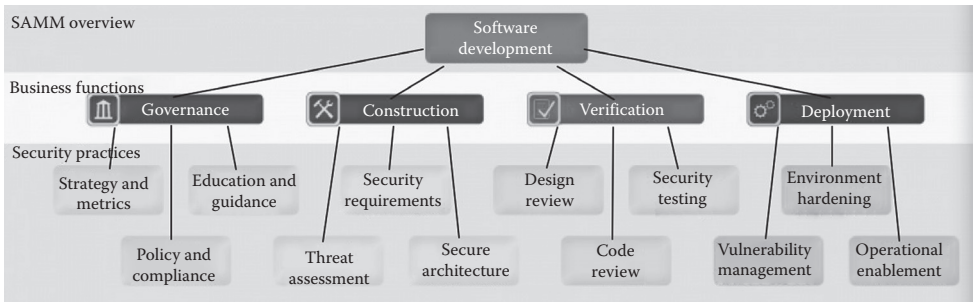 SAMM overview
Software
development
Business functions
Governance
Construction
Verification
Deployment
Security practices
Strategy and
metrics
Education and
guidance
Security
requirements
Design
review
Security
testing
Environment
hardening
Policy and
compliance
Threat
assessment
Secure
architecture
Code
review
Vulnerability
management
Operational
enablement